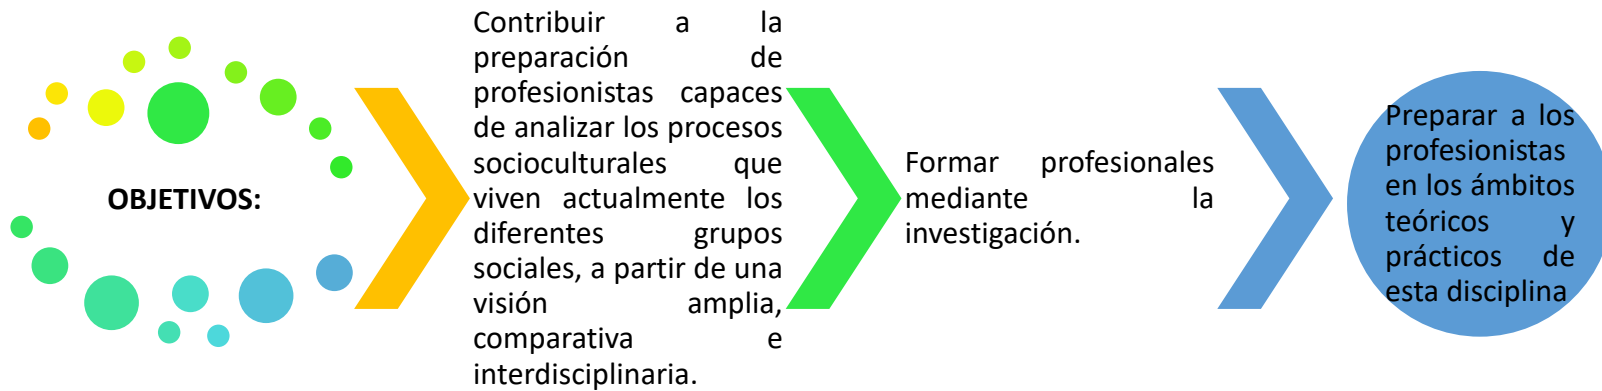 OBJETIVOS:
Contribuir a la
preparación de
profesionistas capaces
de analizar los procesos
socioculturales que
viven actualmente los
diferentes grupos
sociales, a partir de una
visión amplia,
comparativa e
interdisciplinaria.
Formar profesionales
mediante la
investigación.
Preparar a los
profesionistas
en los ámbitos
teóricos y
prácticos de
esta disciplina